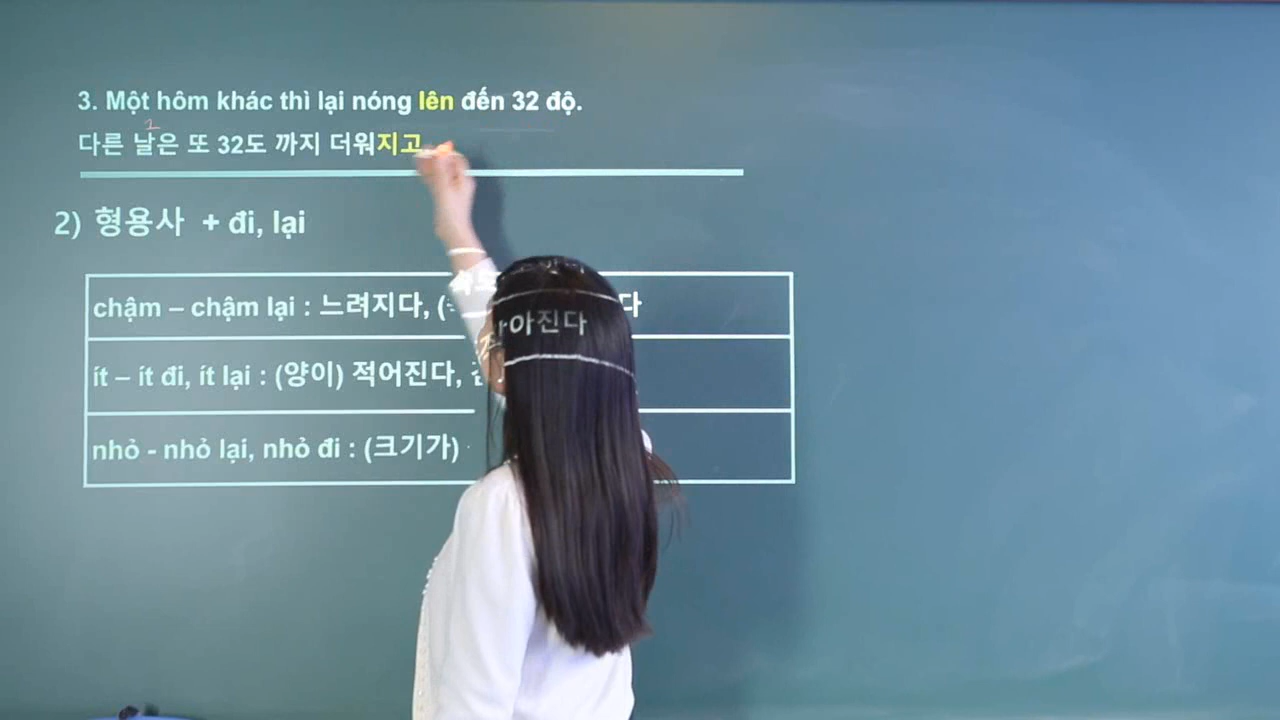 3. Một hôm khác thì lại nóng lên đến 32 độ.
다른 날은 또 32도 까지 더워지고
2) 형용사 + đi, lại
chậm – chậm lại : 느려지다, ( 다
ít – ít đi, ít lại : (양이) 적어진다,
nhỏ - nhỏ lại, nhỏ đi : (크기가) 작아진다